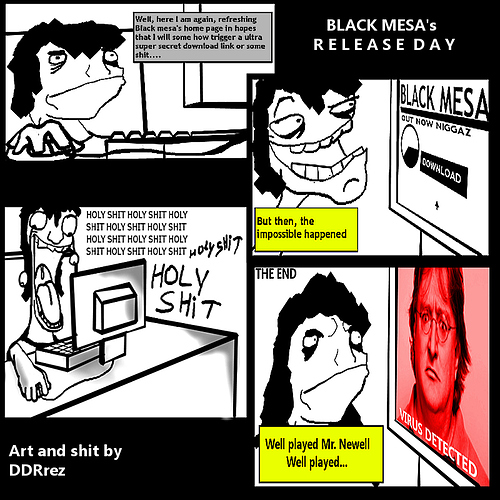 BLACK MESA's
RELEASE DAY
Well, here I am again, refreshing
Black mesa's home page in hopes
that I will some how trigger a ultra
super secret download link or some
shit....
BLACK MESA
OUT NOW NIGGAZ
DOWNLOAD
But then, the
impossible happened
HOLY SHIT HOLY SHIT HOLY
SHIT HOLY SHIT HOLY SHIT
HOLY SHIT HOLY SHIT HOLY
SHIT HOLY SHIT HOLY SHIT HOLY SHIT
HOLY
SHiT
THE END
VIRUS DETECTED
Well played Mr. Newell
Well played...
Art and shit by
DDRrez